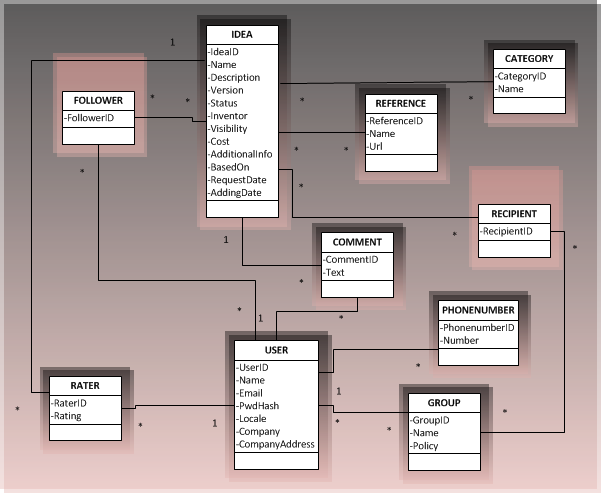 IDEA
-IdeaID
-Name
-Description
-Version
-Status
-Inventor
-Visibility
-Cost
-AdditionalInfo
-BasedOn
-RequestDate
-AddingDate
CATEGORY
-CategoryID
-Name
FOLLOWER
-FollowerID
REFERENCE
-ReferenceID
-Name
-Url
RECIPIENT
-RecipientID
COMMENT
-CommentID
-Text
PHONENUMBER
-PhonenumberID
-Number
USER
-UserID
-Name
-Email
-PwdHash
-Locale
-Company
-CompanyAddress
RATER
-RaterID
-Rating
GROUP
-GroupID
-Name
-Policy
1
*
*
*
*
*
*
*
*
*
*
1
*
*
1
*
*
1
*
*
1
*
*
*